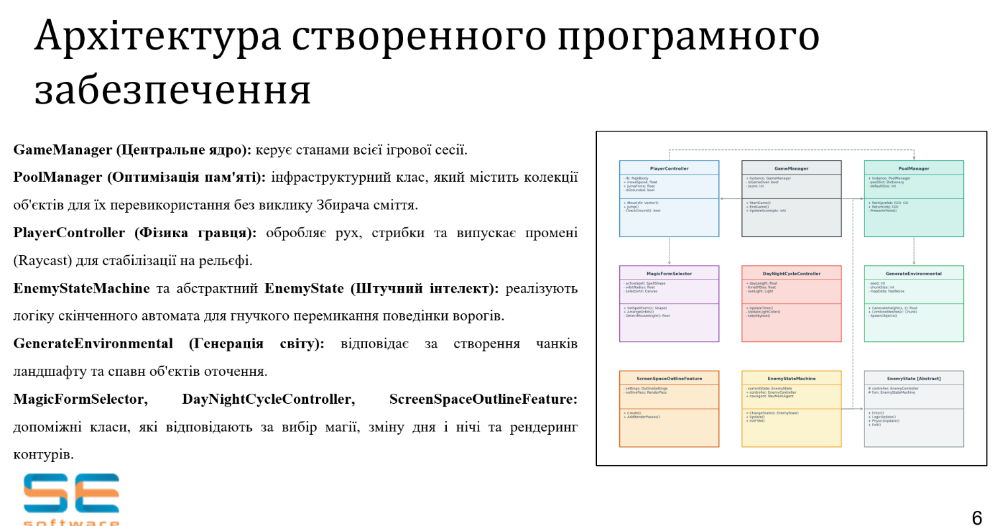 Архітектура створенного програмного
забезпечення
GameManager (Центральне ядро): керує станами всієї ігрової сесії.
PoolManager (Оптимізація пам'яті): інфраструктурний клас, який містить колекції
об'єктів для їх перевикористання без виклику Збирача сміття.
PlayerController (Фізика гравця): обробляє рух, стрибки та випускає промені
(Raycast) для стабілізації на рельєфі.
EnemyStateMachine та абстрактний EnemyState (Штучний інтелект): реалізують
логіку скінченного автомата для гнучкого перемикання поведінки ворогів.
GenerateEnvironmental (Генерація світу): відповідає за створення чанків
ландшафту та спавн об'єктів оточення.
MagicFormSelector, DayNightCycleController, ScreenSpaceOutlineFeature:
допоміжні класи, які відповідають за вибір магії, зміну дня і нічі та рендеринг
контурів.
PlayerController
- rb: Rigidbody
+ moveSpeed: float
+ jumpForce: float
- isGrounded: bool
+ Move(dir: Vector3)
+ Jump()
- CheckGround(): bool
GameManager
+ Instance: GameManager
- isGameOver: bool
- score: int
+ StartGame()
+ EndGame()
+ UpdateScore(pts: int)
PoolManager
+ Instance: PoolManager
- poolDict: Dictionary
- defaultSize: int
+ Rent(prefab: GO): GO
+ Return(obj: GO)
- PrewarmPools()
MagicFormSelector
- activeSpell: SpellShape
- orbitRadius: float
- selectorUI: Canvas
+ SetSpellForm(s: Shape)
+ ArrangeOrbits()
- DetectMouseAngle(): float
DayNightCycleController
+ dayLength: float
- timeOfDay: float
- sunLight: Light
+ UpdateTime()
- UpdateLightColor()
- LerpSkybox()
GenerateEnvironmental
- seed: int
- chunkSize: int
- mapData: FastNoise
+ GenerateHeight(x, z): float
+ CombineMeshes(c: Chunk)
- SpawnObjects()
ScreenSpaceOutlineFeature
- settings: OutlineSettings
- outlinePass: RenderPass
+ Create()
+ AddRenderPasses()
EnemyStateMachine
- currentState: EnemyState
+ controller: EnemyController
+ navAgent: NavMeshAgent
+ ChangeState(s: EnemyState)
+ Update()
+ InitFSM()
EnemyState [Abstract]
# controller: EnemyController
# fsm: EnemyStateMachine
+ Enter()
+ LogicUpdate()
+ PhysicsUpdate()
+ Exit()
SE
software
6